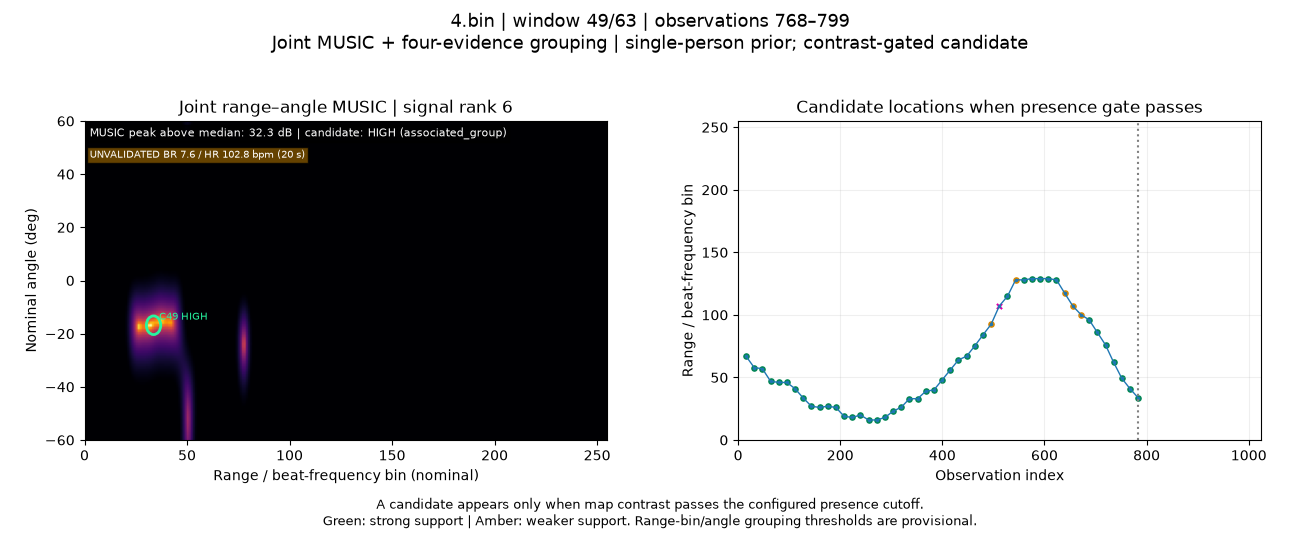 4.bin | window 49/63 | observations 768–799
Joint MUSIC + four-evidence grouping | single-person prior; contrast-gated candidate
Joint range–angle MUSIC | signal rank 6
MUSIC peak above median: 32.3 dB | candidate: HIGH (associated_group)
UNVALIDATED BR 7.6 / HR 102.8 bpm (20 s)
C49 HIGH
Nominal angle (deg)
60
40
20
0
−20
−40
−60
0 50 100 150 200 250
Range / beat-frequency bin (nominal)
Candidate locations when presence gate passes
Range / beat-frequency bin
250
200
150
100
50
0
0 200 400 600 800 1000
Observation index
A candidate appears only when map contrast passes the configured presence cutoff.
Green: strong support | Amber: weaker support. Range-bin/angle grouping thresholds are provisional.